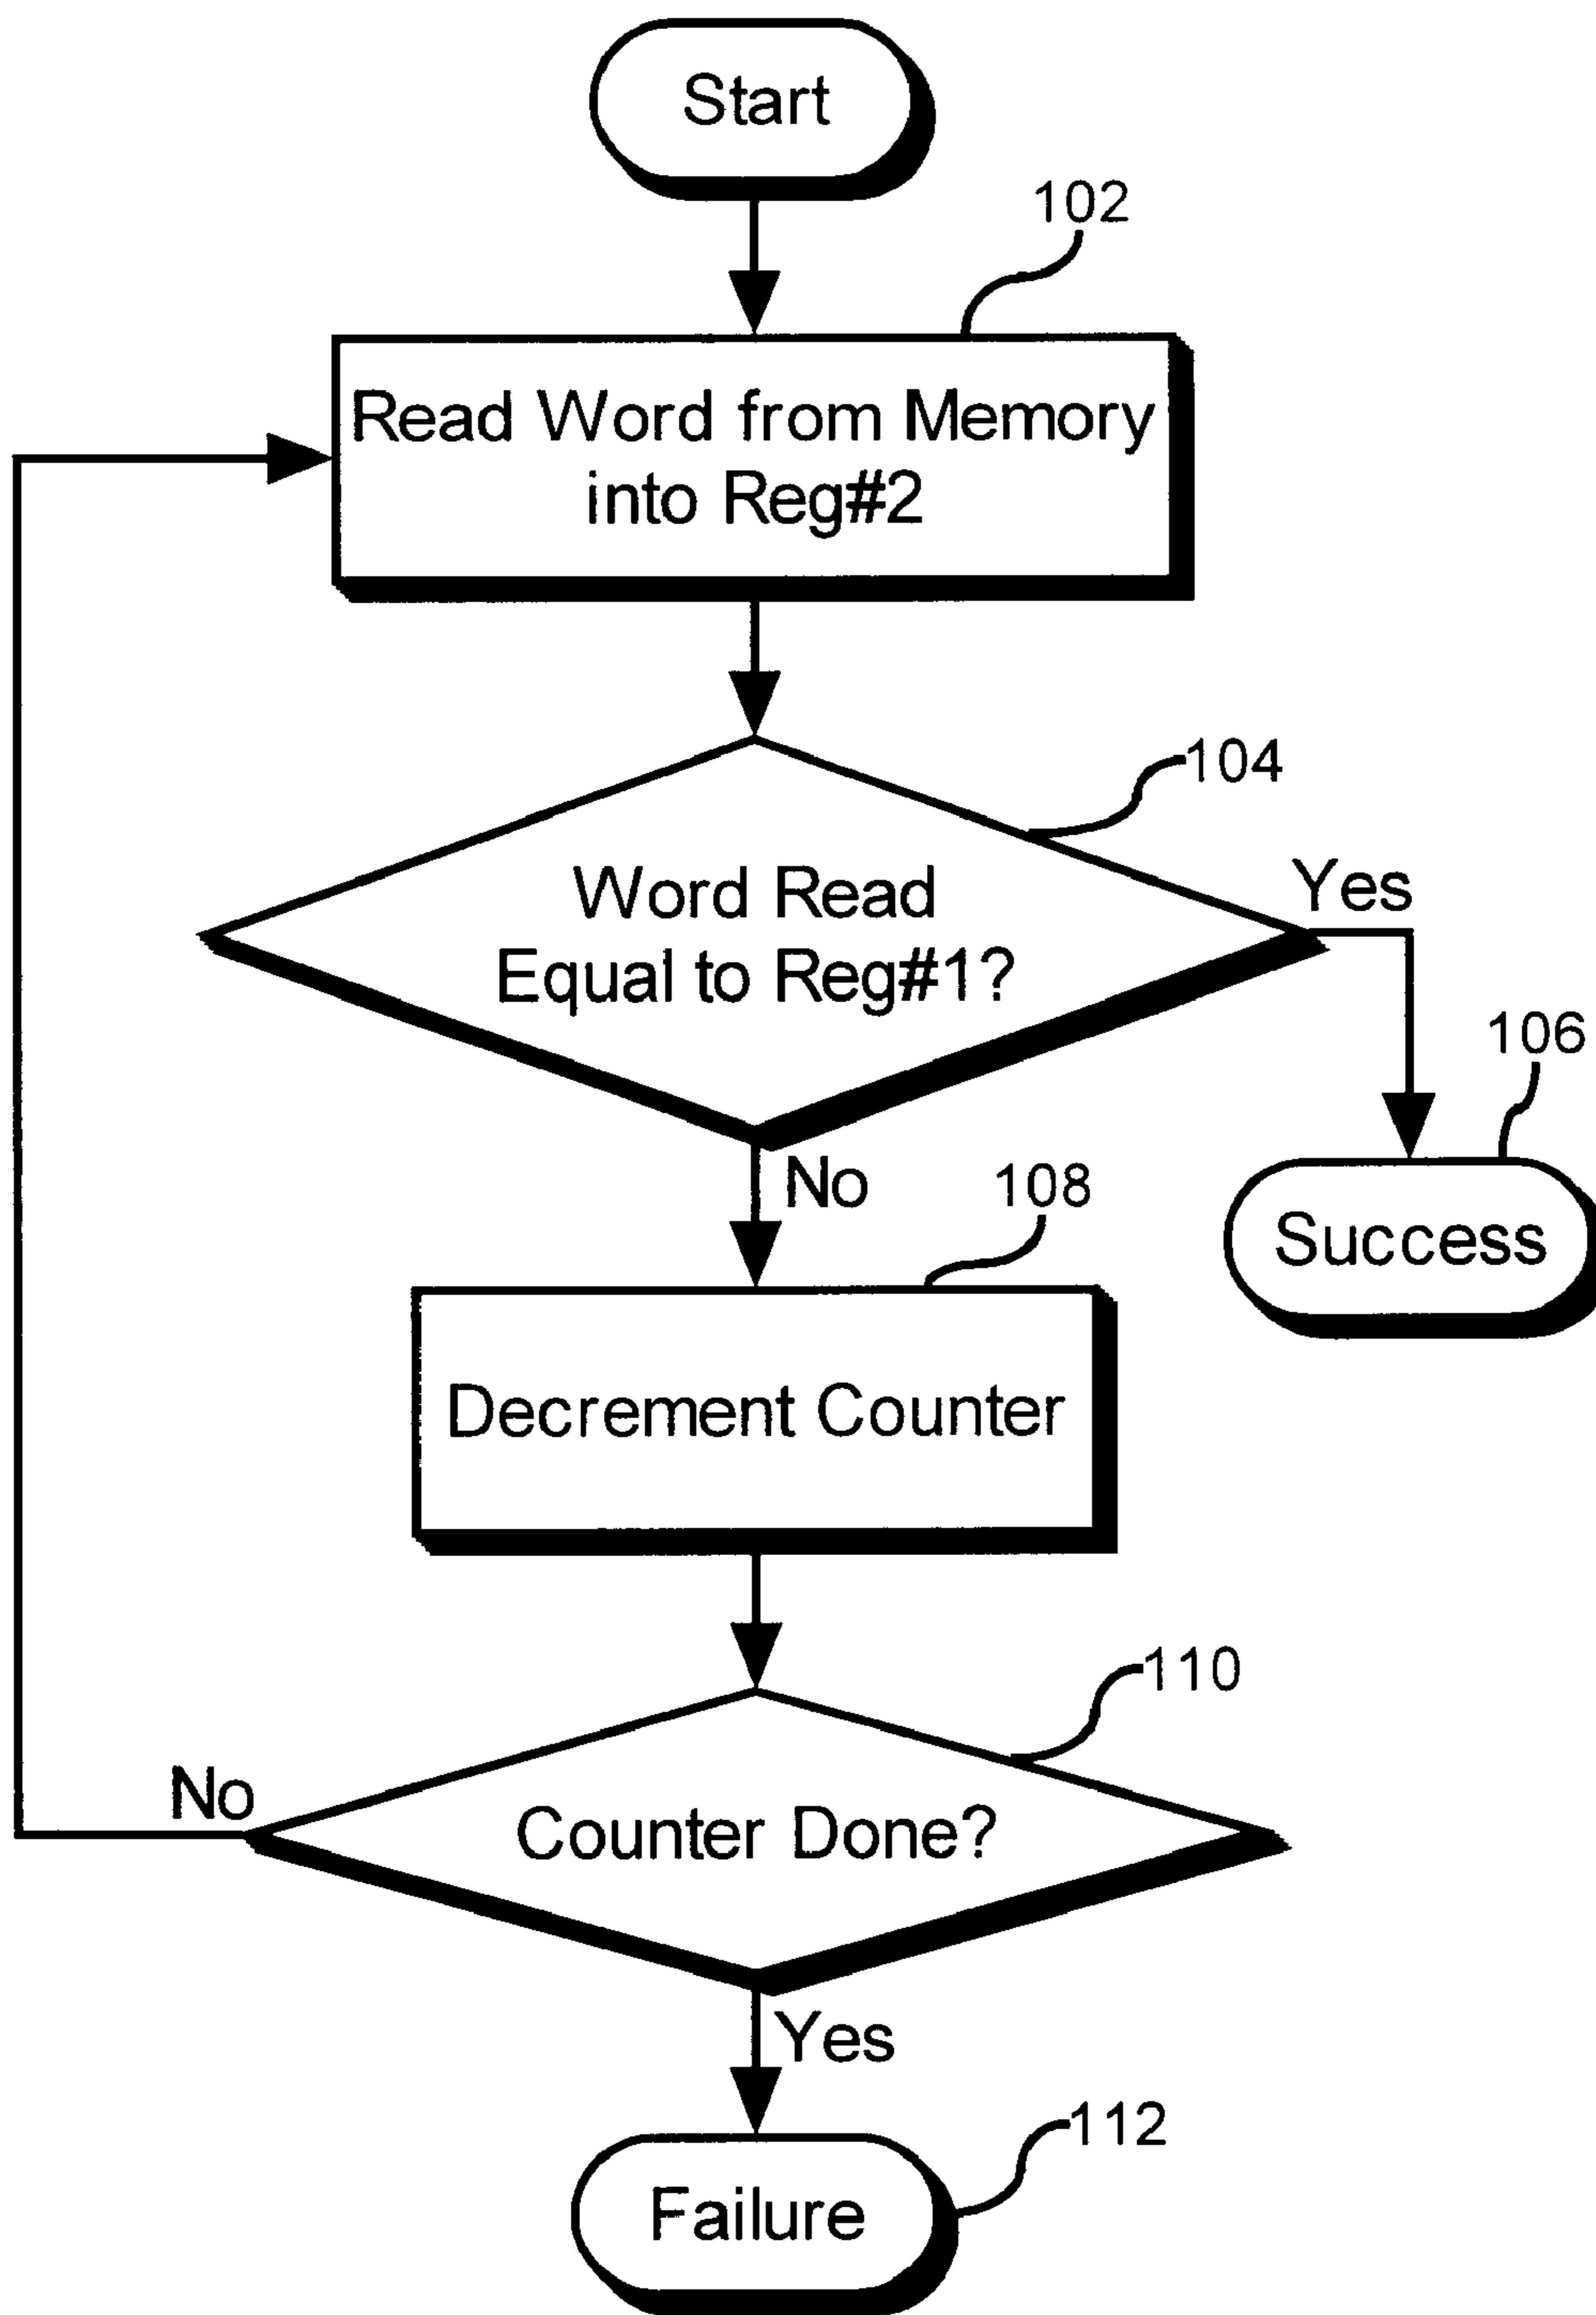 Start
102
Read Word from Memory
into Reg#2
104
Word Read
Equal to Reg#1?
Yes
106
Success
No
108
Decrement Counter
110
Counter Done?
No
Yes
112
Failure